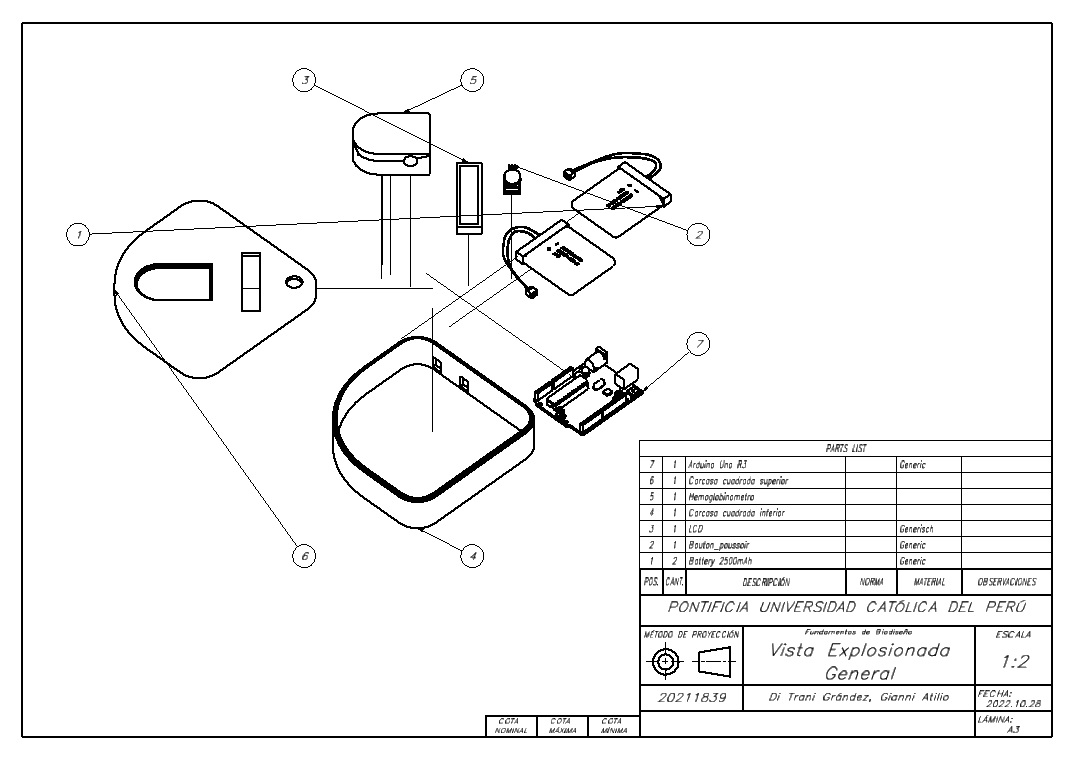 3
5
1
2
7
6
4
PARTS LIST
7 1 Arduino Uno R3 Generic
6 1 Carcasa cuadrada superior
5 1 Hemoglobinometro
4 1 Carcasa cuadrada inferior
3 1 LCD Generisch
2 1 Bouton_poussoir Generic
1 2 Battery 2500mAh Generic
POS. CANT. DESCRIPCIÓN NORMA MATERIAL OBSERVACIONES
PONTIFICIA UNIVERSIDAD CATÓLICA DEL PERÚ
MÉTODO DE PROYECCIÓN
Fundamentos de Biodiseño
Vista Explosionada
General
ESCALA
1:2
20211839
Di Trani Grández, Gianni Atilio
FECHA:
2022.10.28
LÁMINA:
A3
COTA NOMINAL
COTA MÁXIMA
COTA MÍNIMA